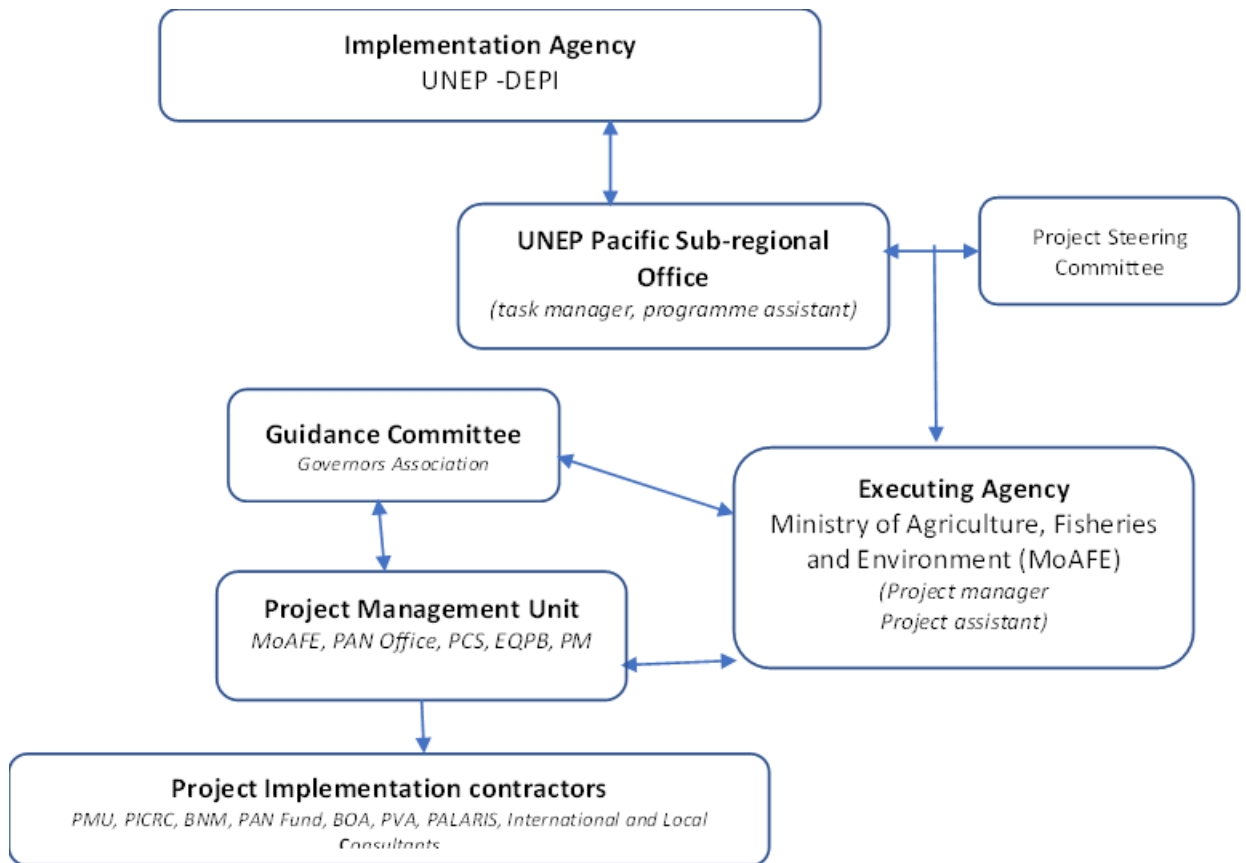 Implementation Agency
UNEP -DEPI
UNEP Pacific Sub-regional
Office
(task manager, programme assistant)
Project Steering
Committee
Guidance Committee
Governors Association
Executing Agency
Ministry of Agriculture, Fisheries
and Environment (MoAFE)
(Project manager
Project assistant)
Project Management Unit
MoAFE, PAN Office, PCS, EQPB, PM
Project Implementation contractors
PMU, PICRC, BNM, PAN Fund, BOA, PVA, PALARIS, International and Local
Consultants